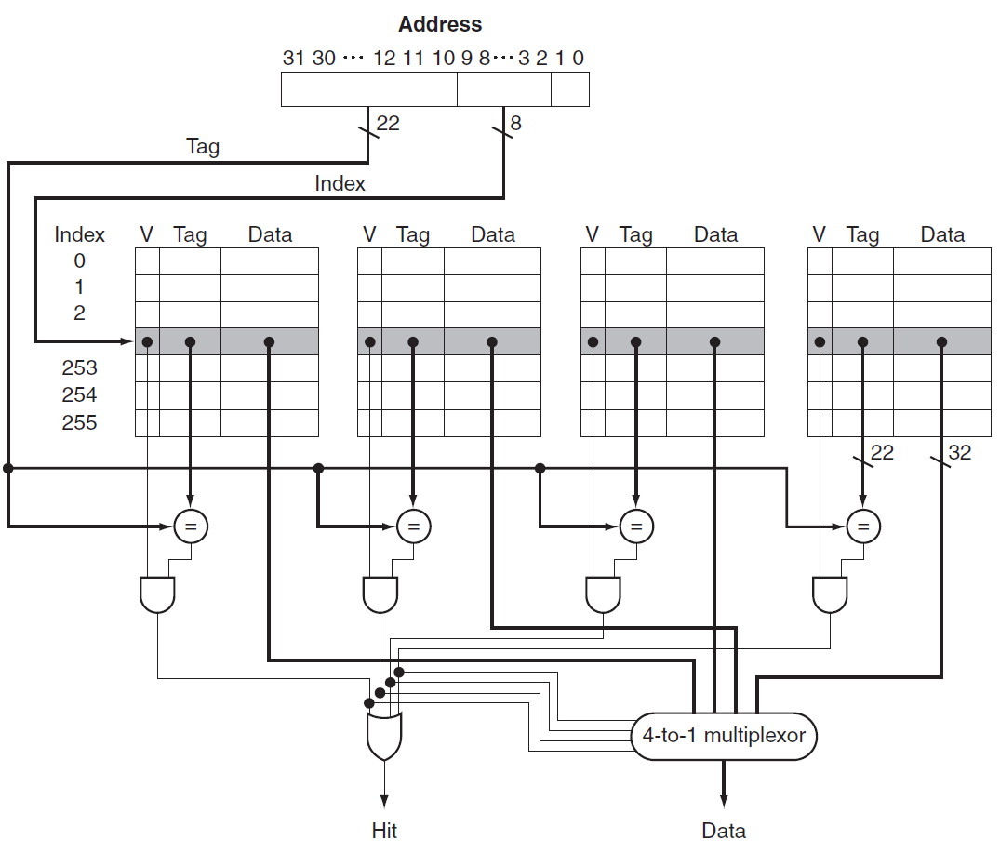 Address
31 30 ··· 12 11 10 9 8 ··· 3 2 1 0
22 8
Tag
Index
Index V Tag Data V Tag Data V Tag Data V Tag Data
0
1
2
253
254
255
22 32
= = = =
4-to-1 multiplexor
Hit Data